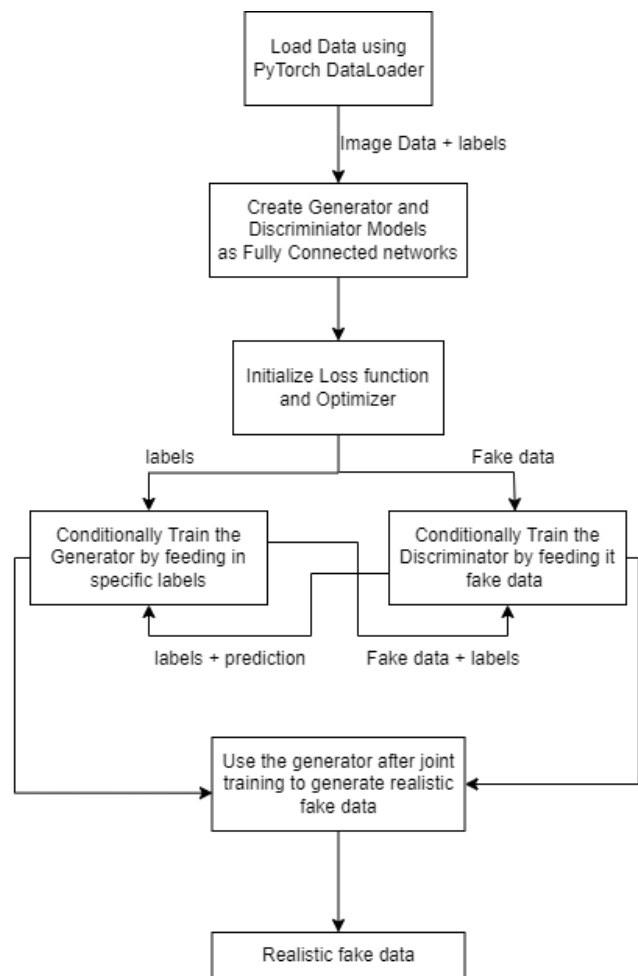 Load Data using
PyTorch DataLoader
Image Data + labels
Create Generator and
Discriminiator Models
as Fully Connected networks
Initialize Loss function
and Optimizer
labels
Fake data
Conditionally Train the
Generator by feeding in
specific labels
Conditionally Train the
Discriminator by feeding it
fake data
labels + prediction
Fake data + labels
Use the generator after joint
training to generate realistic
fake data
Realistic fake data